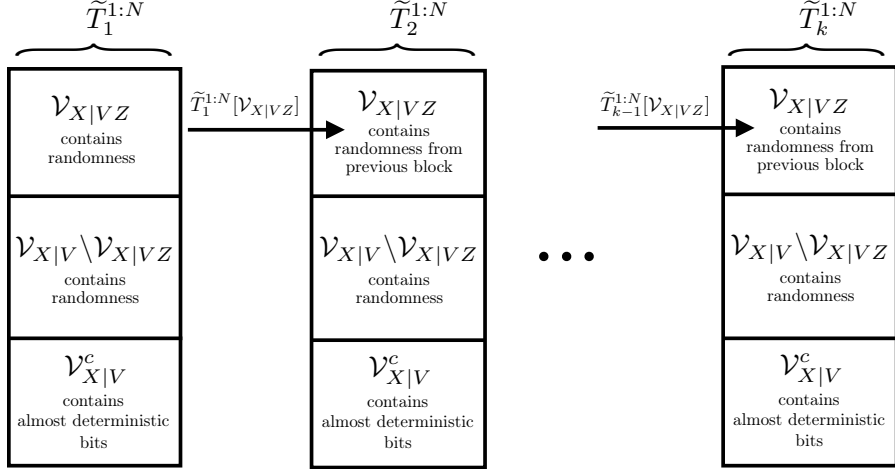 T̃₁^{1:N}
𝒱_{X|VZ}
contains
randomness
𝒱_{X|V}\𝒱_{X|VZ}
contains
randomness
𝒱^c_{X|V}
contains
almost deterministic
bits
T̃₁^{1:N}[𝒱_{X|VZ}]
T̃₂^{1:N}
𝒱_{X|VZ}
contains
randomness from
previous block
𝒱_{X|V}\𝒱_{X|VZ}
contains
randomness
𝒱^c_{X|V}
contains
almost deterministic
bits
•••
T̃_{k−1}^{1:N}[𝒱_{X|VZ}]
T̃_k^{1:N}
𝒱_{X|VZ}
contains
randomness from
previous block
𝒱_{X|V}\𝒱_{X|VZ}
contains
randomness
𝒱^c_{X|V}
contains
almost deterministic
bits